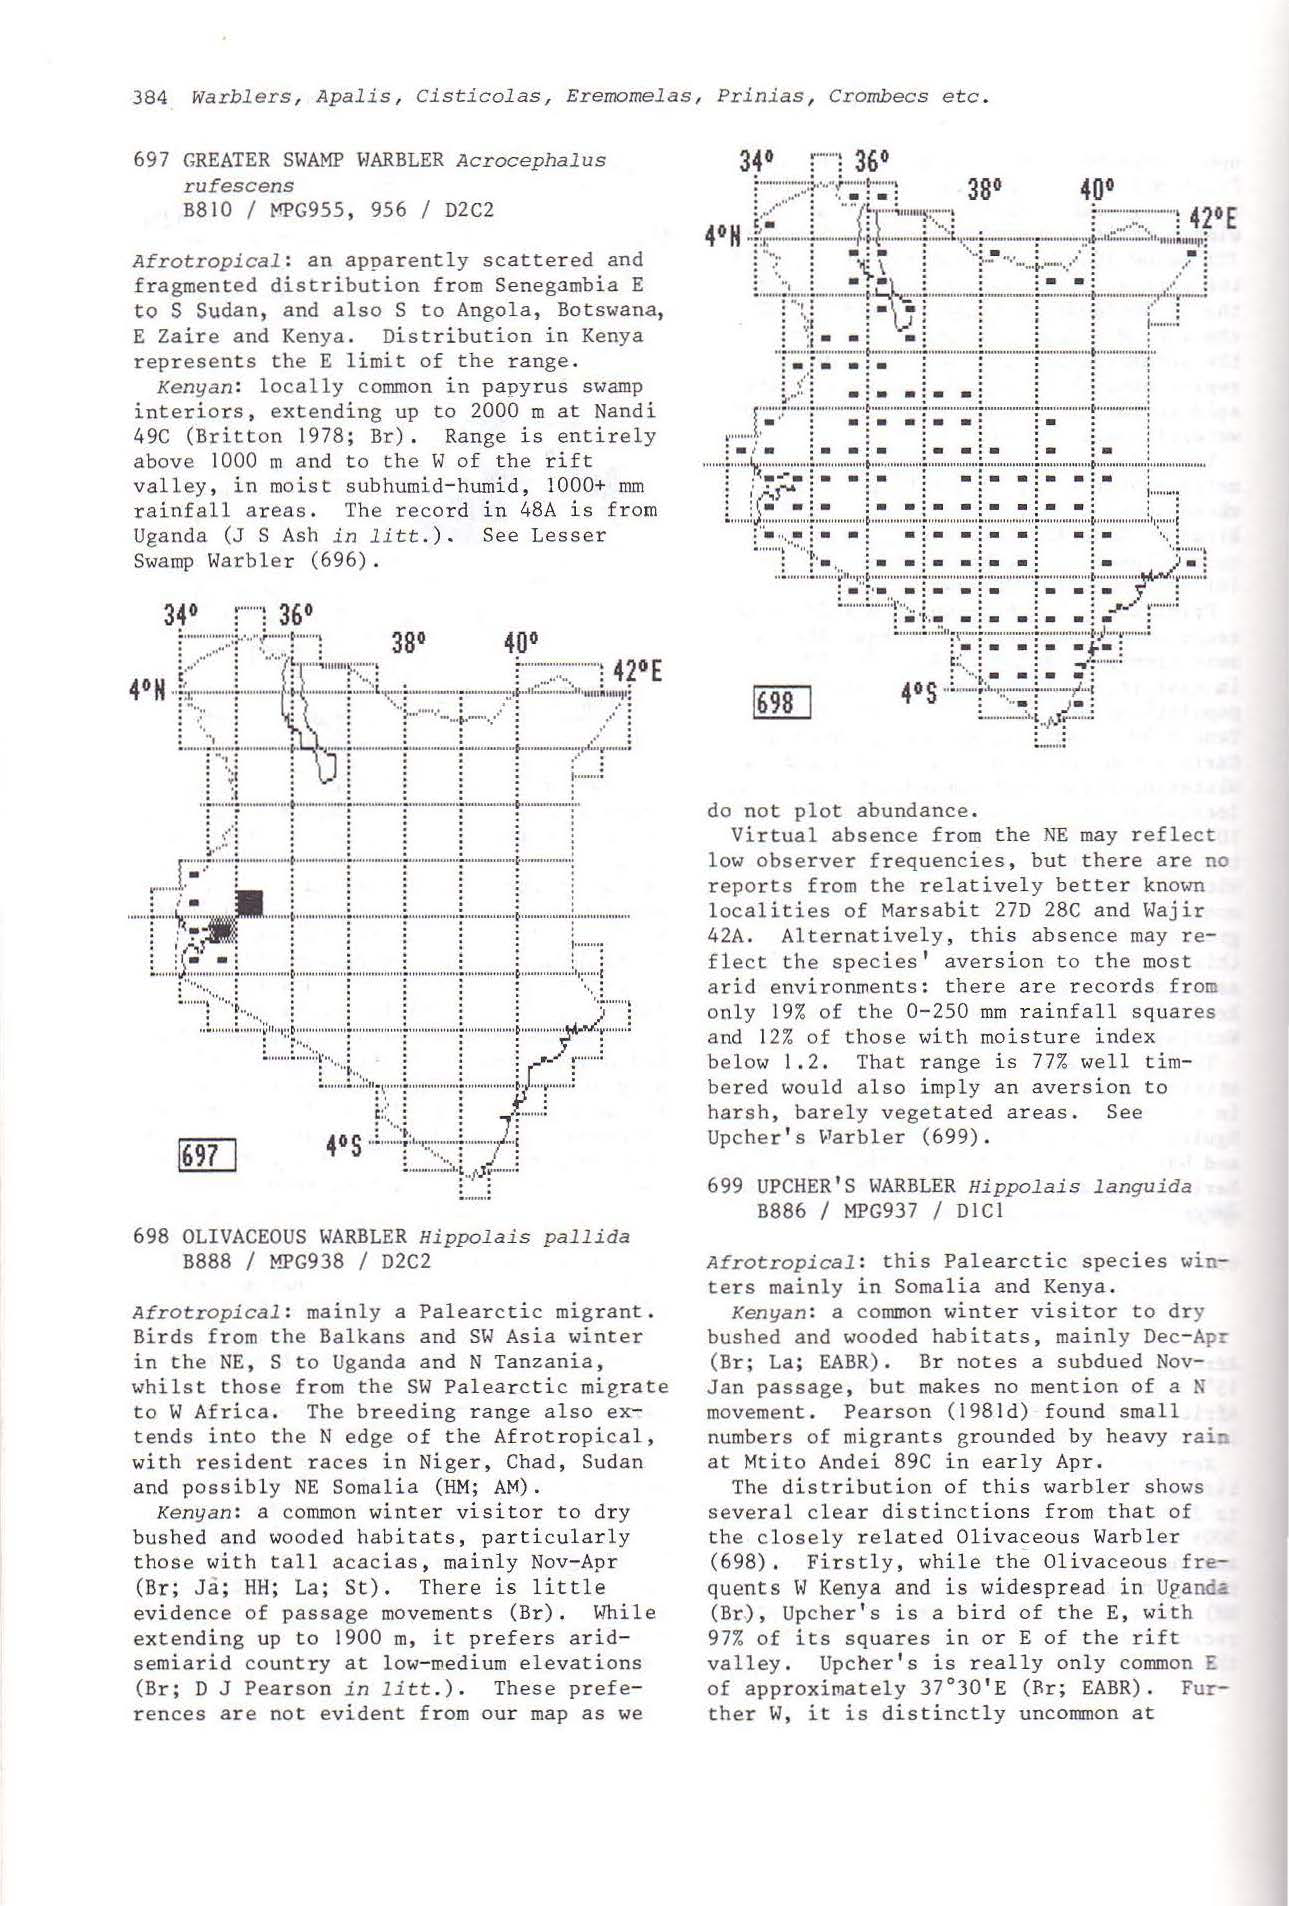 384 Warblers, Apalis, Cisticolas, Eremomelas, Prinias, Crombecs etc.
697 GREATER SWAMP WARBLER Acrocephalus
rufescens
B810 / MPG955, 956 / D2C2
Afrotropical: an apparently scattered and
fragmented distribution from Senegambia E
to S Sudan, and also S to Angola, Botswana,
E Zaire and Kenya. Distribution in Kenya
represents the E limit of the range.
Kenyan: locally common in papyrus swamp
interiors, extending up to 2000 m at Nandi
49C (Britton 1978; Br). Range is entirely
above 1000 m and to the W of the rift
valley, in moist subhumid-humid, 1000+ mm
rainfall areas. The record in 48A is from
Uganda (J S Ash in litt.). See Lesser
Swamp Warbler (696).
34° 36°
38° 40°
42°E
4°N
4°S
697
698 OLIVACEOUS WARBLER Hippolais pallida
B888 / MPG938 / D2C2
Afrotropical: mainly a Palearctic migrant.
Birds from the Balkans and SW Asia winter
in the NE, S to Uganda and N Tanzania,
whilst those from the SW Palearctic migrate
to W Africa. The breeding range also ex-
tends into the N edge of the Afrotropical,
with resident races in Niger, Chad, Sudan
and possibly NE Somalia (HM; AM).
Kenyan: a common winter visitor to dry
bushed and wooded habitats, particularly
those with tall acacias, mainly Nov-Apr
(Br; Ja; HH; La; St). There is little
evidence of passage movements (Br). While
extending up to 1900 m, it prefers arid-
semiarid country at low-medium elevations
(Br; D J Pearson in litt.). These prefe-
rences are not evident from our map as we
34° 36°
38° 40°
42°E
4°N
4°S
698
do not plot abundance.
Virtual absence from the NE may reflect
low observer frequencies, but there are no
reports from the relatively better known
localities of Marsabit 27D 28C and Wajir
42A. Alternatively, this absence may re-
flect the species' aversion to the most
arid environments: there are records from
only 19% of the 0-250 mm rainfall squares
and 12% of those with moisture index
below 1.2. That range is 77% well tim-
bered would also imply an aversion to
harsh, barely vegetated areas. See
Upcher's Warbler (699).
699 UPCHER'S WARBLER Hippolais languida
B886 / MPG937 / D1C1
Afrotropical: this Palearctic species win-
ters mainly in Somalia and Kenya.
Kenyan: a common winter visitor to dry
bushed and wooded habitats, mainly Dec-Apr
(Br; La; EABR). Br notes a subdued Nov-
Jan passage, but makes no mention of a N
movement. Pearson (1981d) found small
numbers of migrants grounded by heavy rain
at Mtito Andei 89C in early Apr.
The distribution of this warbler shows
several clear distinctions from that of
the closely related Olivaceous Warbler
(698). Firstly, while the Olivaceous fre-
quents W Kenya and is widespread in Uganda
(Br), Upcher's is a bird of the E, with
97% of its squares in or E of the rift
valley. Upcher's is really only common E
of approximately 37°30'E (Br; EABR). Fur-
ther W, it is distinctly uncommon at